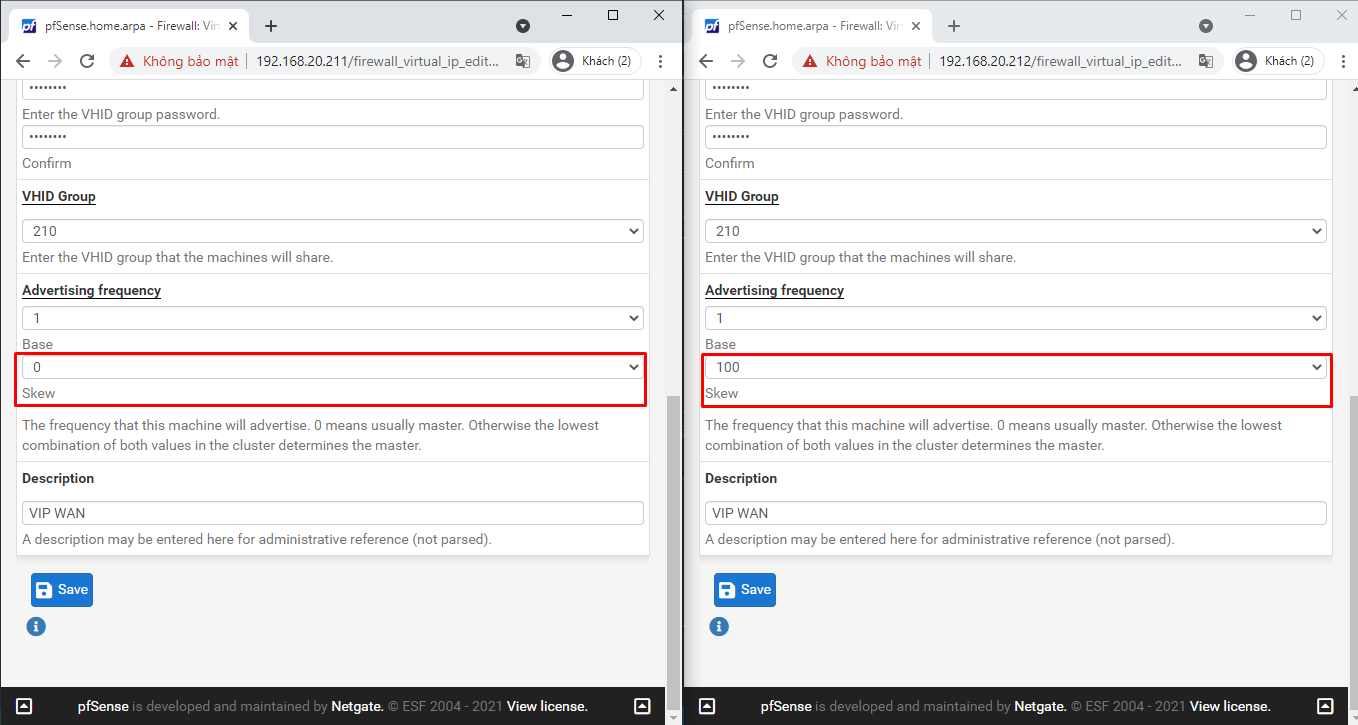 pfSense.home.arpa - Firewall: Vir
Không bảo mật
192.168.20.211/firewall_virtual_ip_edit...
Khách (2)
••••••••
Enter the VHID group password.
••••••••
Confirm
VHID Group
210
Enter the VHID group that the machines will share.
Advertising frequency
1
Base
0
Skew
The frequency that this machine will advertise. 0 means usually master. Otherwise the lowest
combination of both values in the cluster determines the master.
Description
VIP WAN
A description may be entered here for administrative reference (not parsed).
Save
pfSense is developed and maintained by Netgate. © ESF 2004 - 2021 View license.
pfSense.home.arpa - Firewall: Vir
Không bảo mật
192.168.20.212/firewall_virtual_ip_edit...
Khách (2)
••••••••
Enter the VHID group password.
••••••••
Confirm
VHID Group
210
Enter the VHID group that the machines will share.
Advertising frequency
1
Base
100
Skew
The frequency that this machine will advertise. 0 means usually master. Otherwise the lowest
combination of both values in the cluster determines the master.
Description
VIP WAN
A description may be entered here for administrative reference (not parsed).
Save
pfSense is developed and maintained by Netgate. © ESF 2004 - 2021 View license.